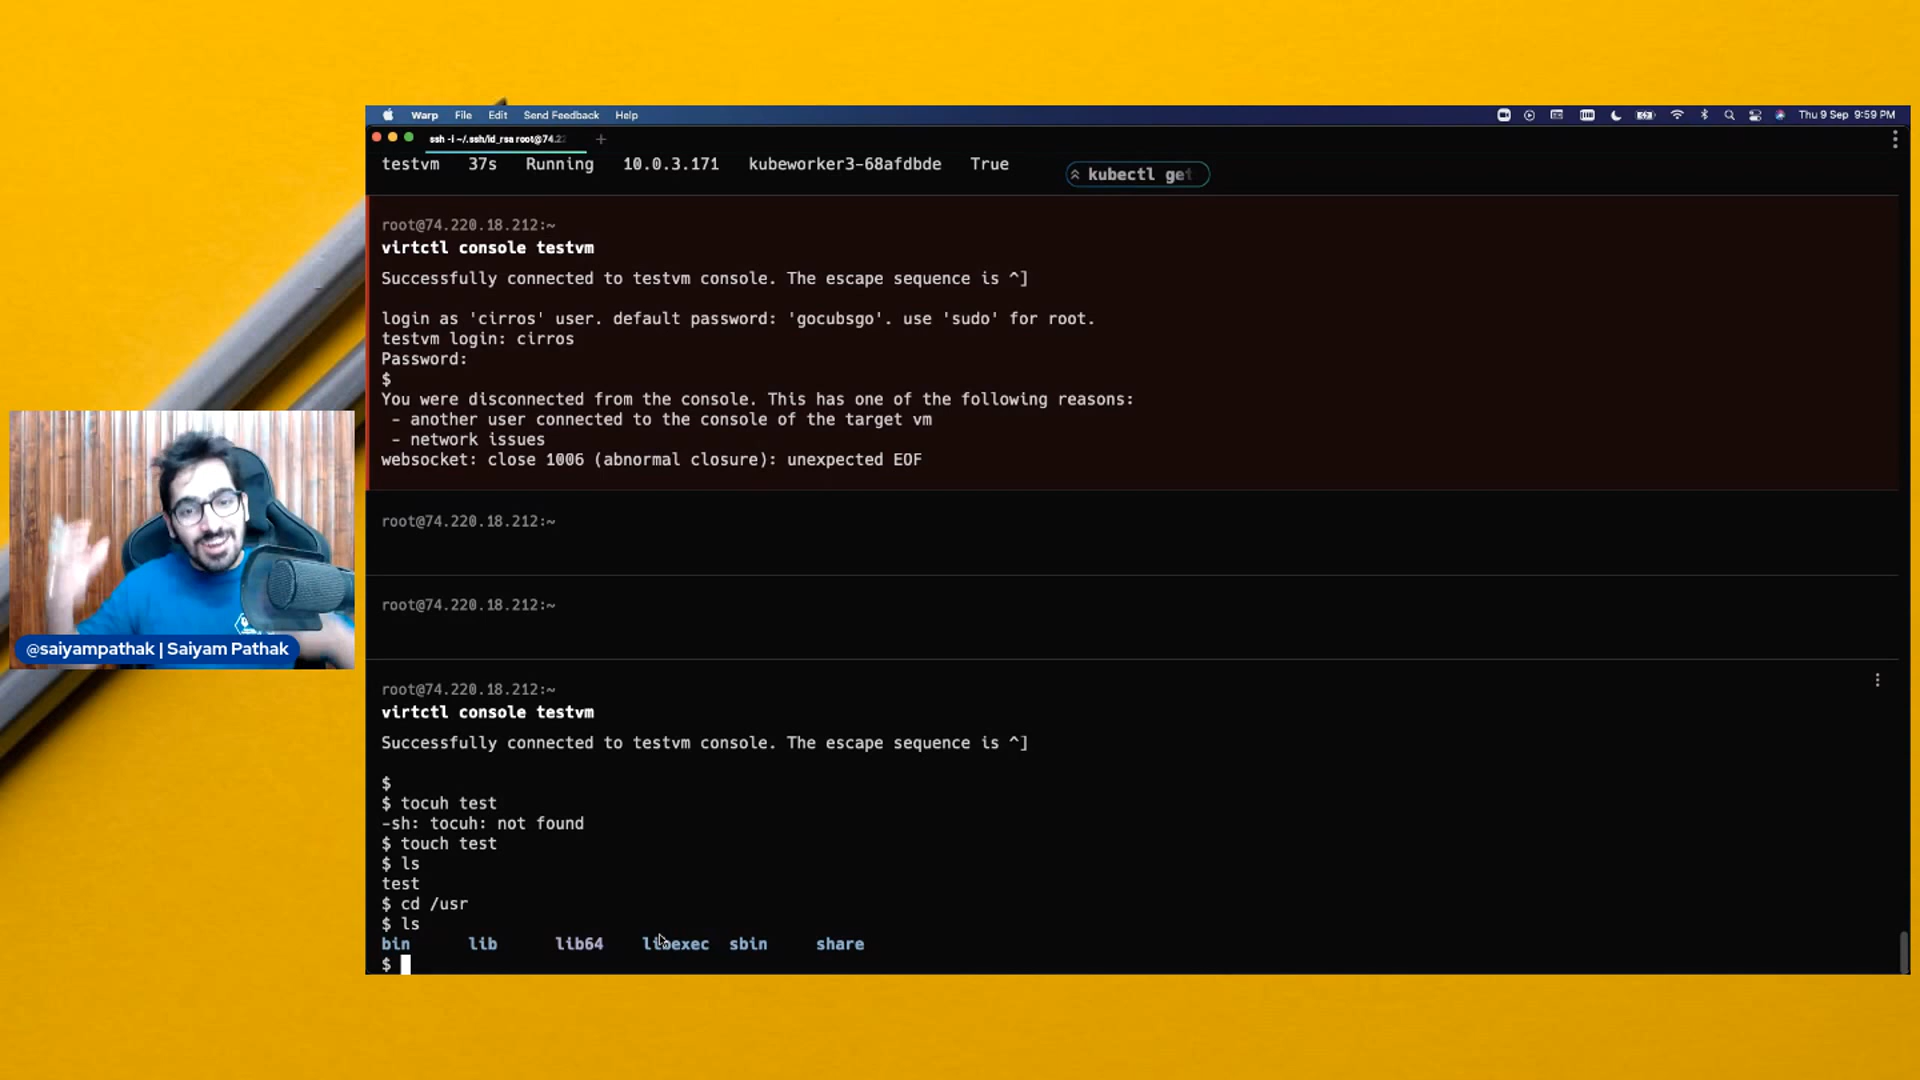 Warp File Edit Send Feedback Help
Thu 9 Sep 9:59 PM
ssh -i ~/.ssh/id_rsa root@74.22
testvm 37s Running 10.0.3.171 kubeworker3-68afdbde True
kubectl get
root@74.220.18.212:~
virtctl console testvm
Successfully connected to testvm console. The escape sequence is ^]
login as 'cirros' user. default password: 'gocubsgo'. use 'sudo' for root.
testvm login: cirros
Password:
$
You were disconnected from the console. This has one of the following reasons:
- another user connected to the console of the target vm
- network issues
websocket: close 1006 (abnormal closure): unexpected EOF
root@74.220.18.212:~
root@74.220.18.212:~
@saiyampathak | Saiyam Pathak
root@74.220.18.212:~
virtctl console testvm
Successfully connected to testvm console. The escape sequence is ^]
$
$ tocuh test
-sh: tocuh: not found
$ touch test
$ ls
test
$ cd /usr
$ ls
bin lib lib64 libexec sbin share
$